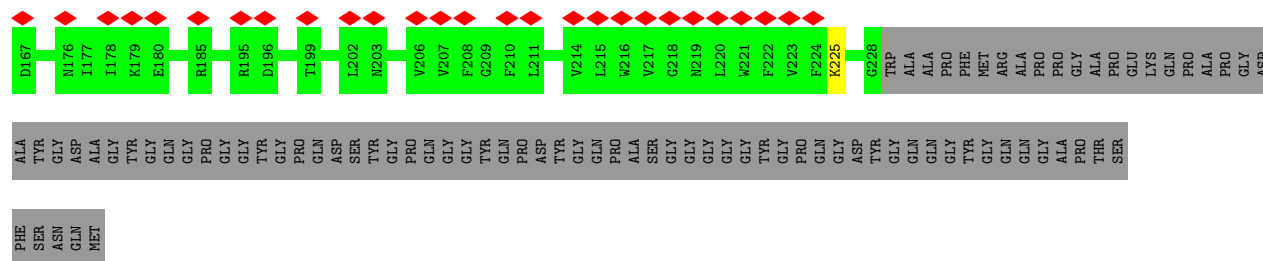 D167 N176 I177 I178 K179 E180 R185 R195 D196 T199 L202 N203 V206 V207 F208 G209 F210 L211 V214 L215 W216 V217 G218 N219 L220 W221 F222 V223 F224 K225 G228 TRP ALA ALA PRO PHE MET ARG ALA PRO PRO GLY ALA PRO GLU LYS GLN PRO ALA PRO GLY ASP
ALA TYR GLY ASP ALA GLY TYR GLY GLN GLY PRO GLY GLY TYR GLY PRO GLN ASP SER TYR GLY PRO GLN GLY GLY TYR GLN PRO ASP TYR GLY GLN PRO ALA SER GLY GLY GLY GLY GLY TYR GLY PRO GLN GLY ASP TYR GLY GLN GLN GLY TYR GLY GLN GLN GLY ALA PRO THR SER
PHE SER ASN GLN MET